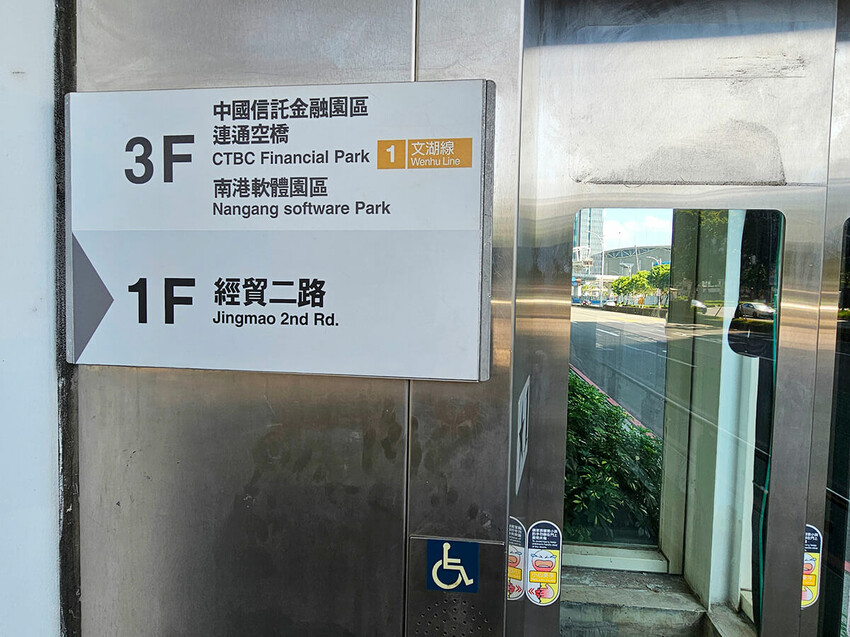 3F
中國信託金融園區
連通空橋
CTBC Financial Park
1 文湖線
Wenhu Line
南港軟體園區
Nangang software Park
1F
經貿二路
Jingmao 2nd Rd.